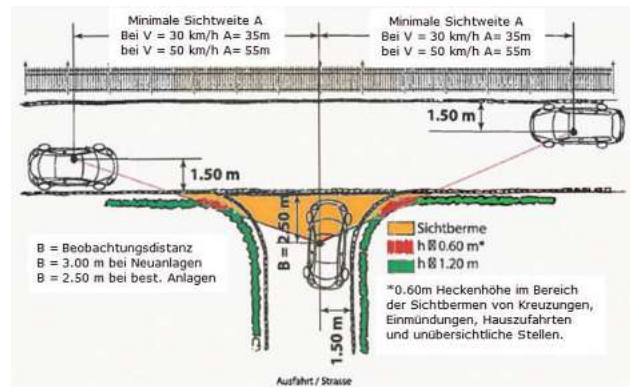 Minimale Sichtweite A
Bei V = 30 km/h A= 35m
bei V = 50 km/h A= 55m
Minimale Sichtweite A
Bei V = 30 km/h A= 35m
bei V = 50 km/h A= 55m
1.50 m
1.50 m
B = 2.50 m
B = Beobachtungsdistanz
B = 3.00 m bei Neuanlagen
B = 2.50 m bei best. Anlagen
Sichtberme
h 0.60 m*
h 1.20 m
*0.60m Heckenhöhe im Bereich
der Sichtbermen von Kreuzungen,
Einmündungen, Hauszufahrten
und unübersichtliche Stellen.
1.50 m
Ausfahrt / Strasse